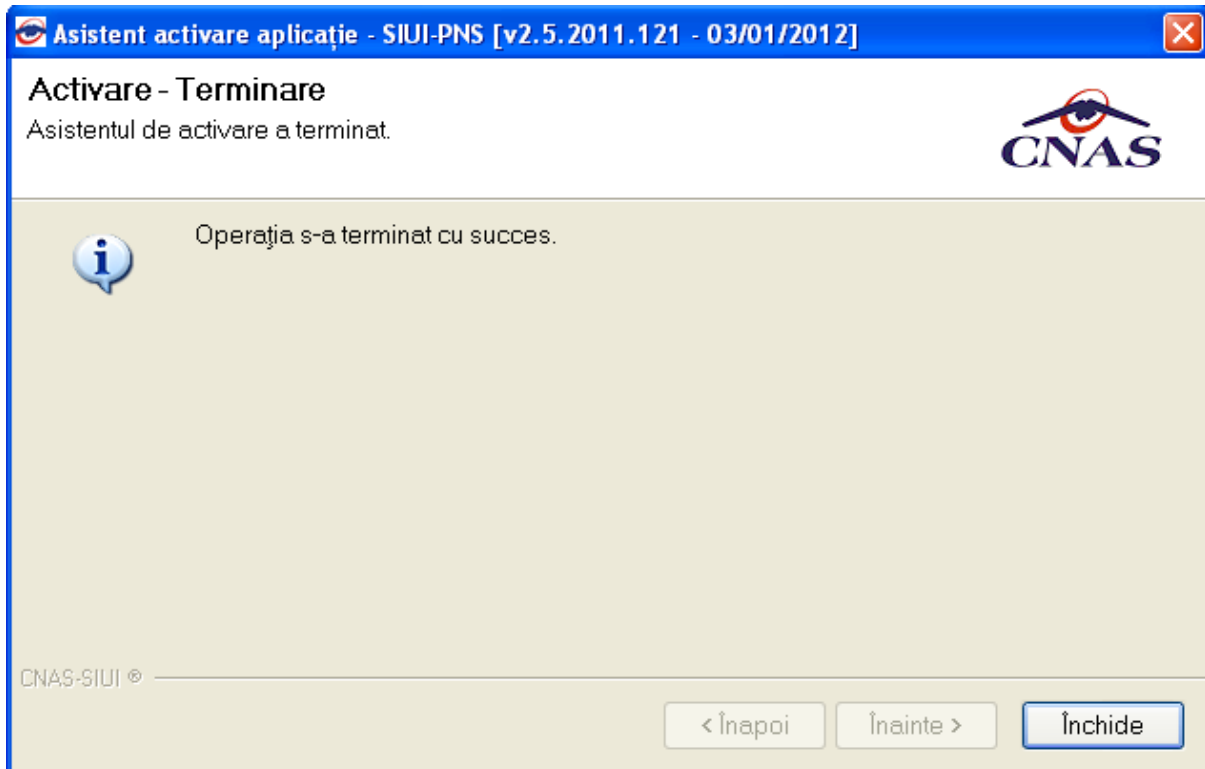 Asistent activare aplicație - SIUI-PNS [v2.5.2011.121 - 03/01/2012]
Activare - Terminare
Asistentul de activare a terminat.
CNAS
Operaţia s-a terminat cu succes.
CNAS-SIUI ®
< Înapoi
Înainte >
Închide